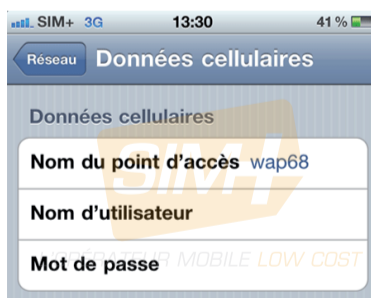 SIM+ 3G 13:30 41 %
Réseau Données cellulaires
Données cellulaires
Nom du point d'accès wap68
SIM+
Nom d'utilisateur
L'OPÉRATEUR MOBILE LOW COST
Mot de passe